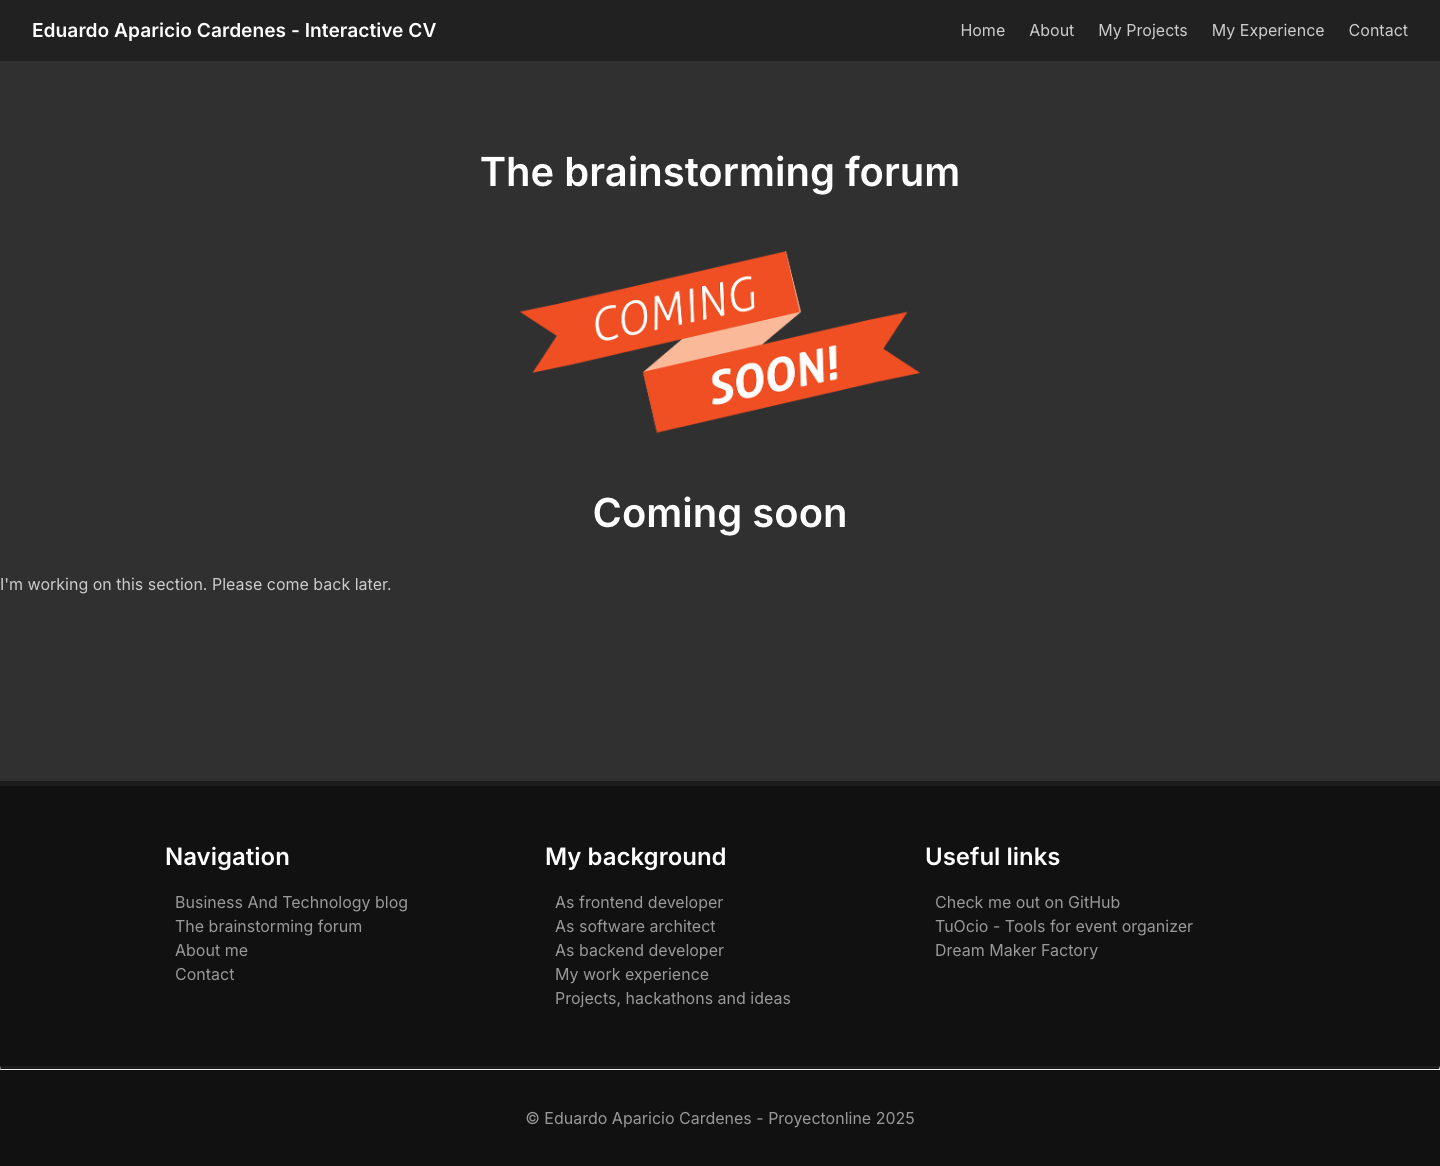 Eduardo Aparicio Cardenes - Interactive CV
Home About My Projects My Experience Contact
The brainstorming forum
COMING
SOON!
Coming soon
I'm working on this section. Please come back later.
Navigation
Business And Technology blog
The brainstorming forum
About me
Contact
My background
As frontend developer
As software architect
As backend developer
My work experience
Projects, hackathons and ideas
Useful links
Check me out on GitHub
TuOcio - Tools for event organizer
Dream Maker Factory
© Eduardo Aparicio Cardenes - Proyectonline 2025